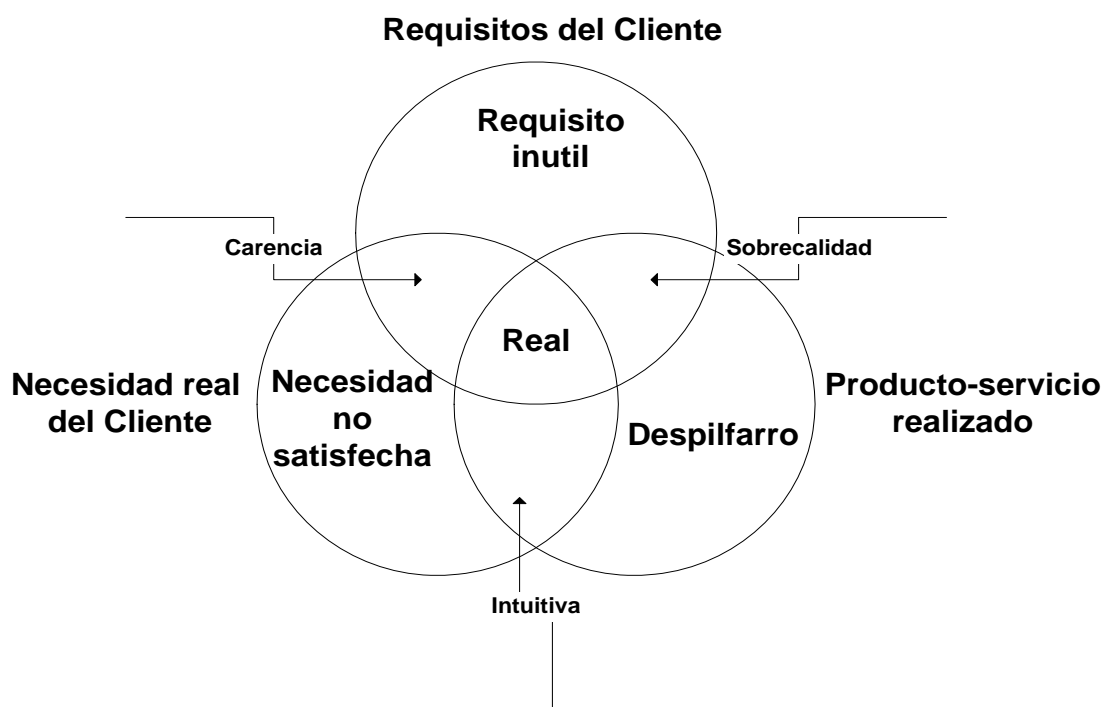 Requisitos del Cliente
Requisito
inutil
Carencia
Sobrecalidad
Real
Necesidad real
del Cliente
Necesidad
no
satisfecha
Despilfarro
Producto-servicio
realizado
Intuitiva